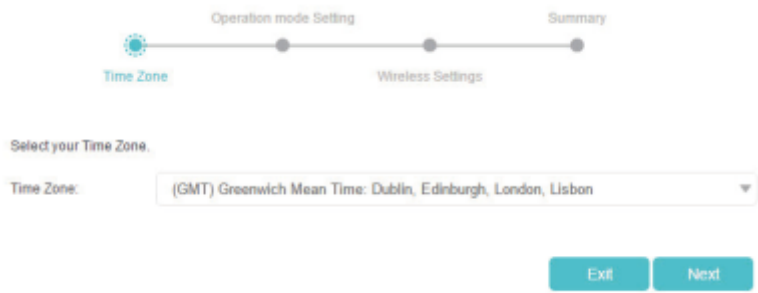 Operation mode Setting
Summary
Time Zone
Wireless Settings
Select your Time Zone.
Time Zone:
(GMT) Greenwich Mean Time: Dublin, Edinburgh, London, Lisbon
Exit
Next